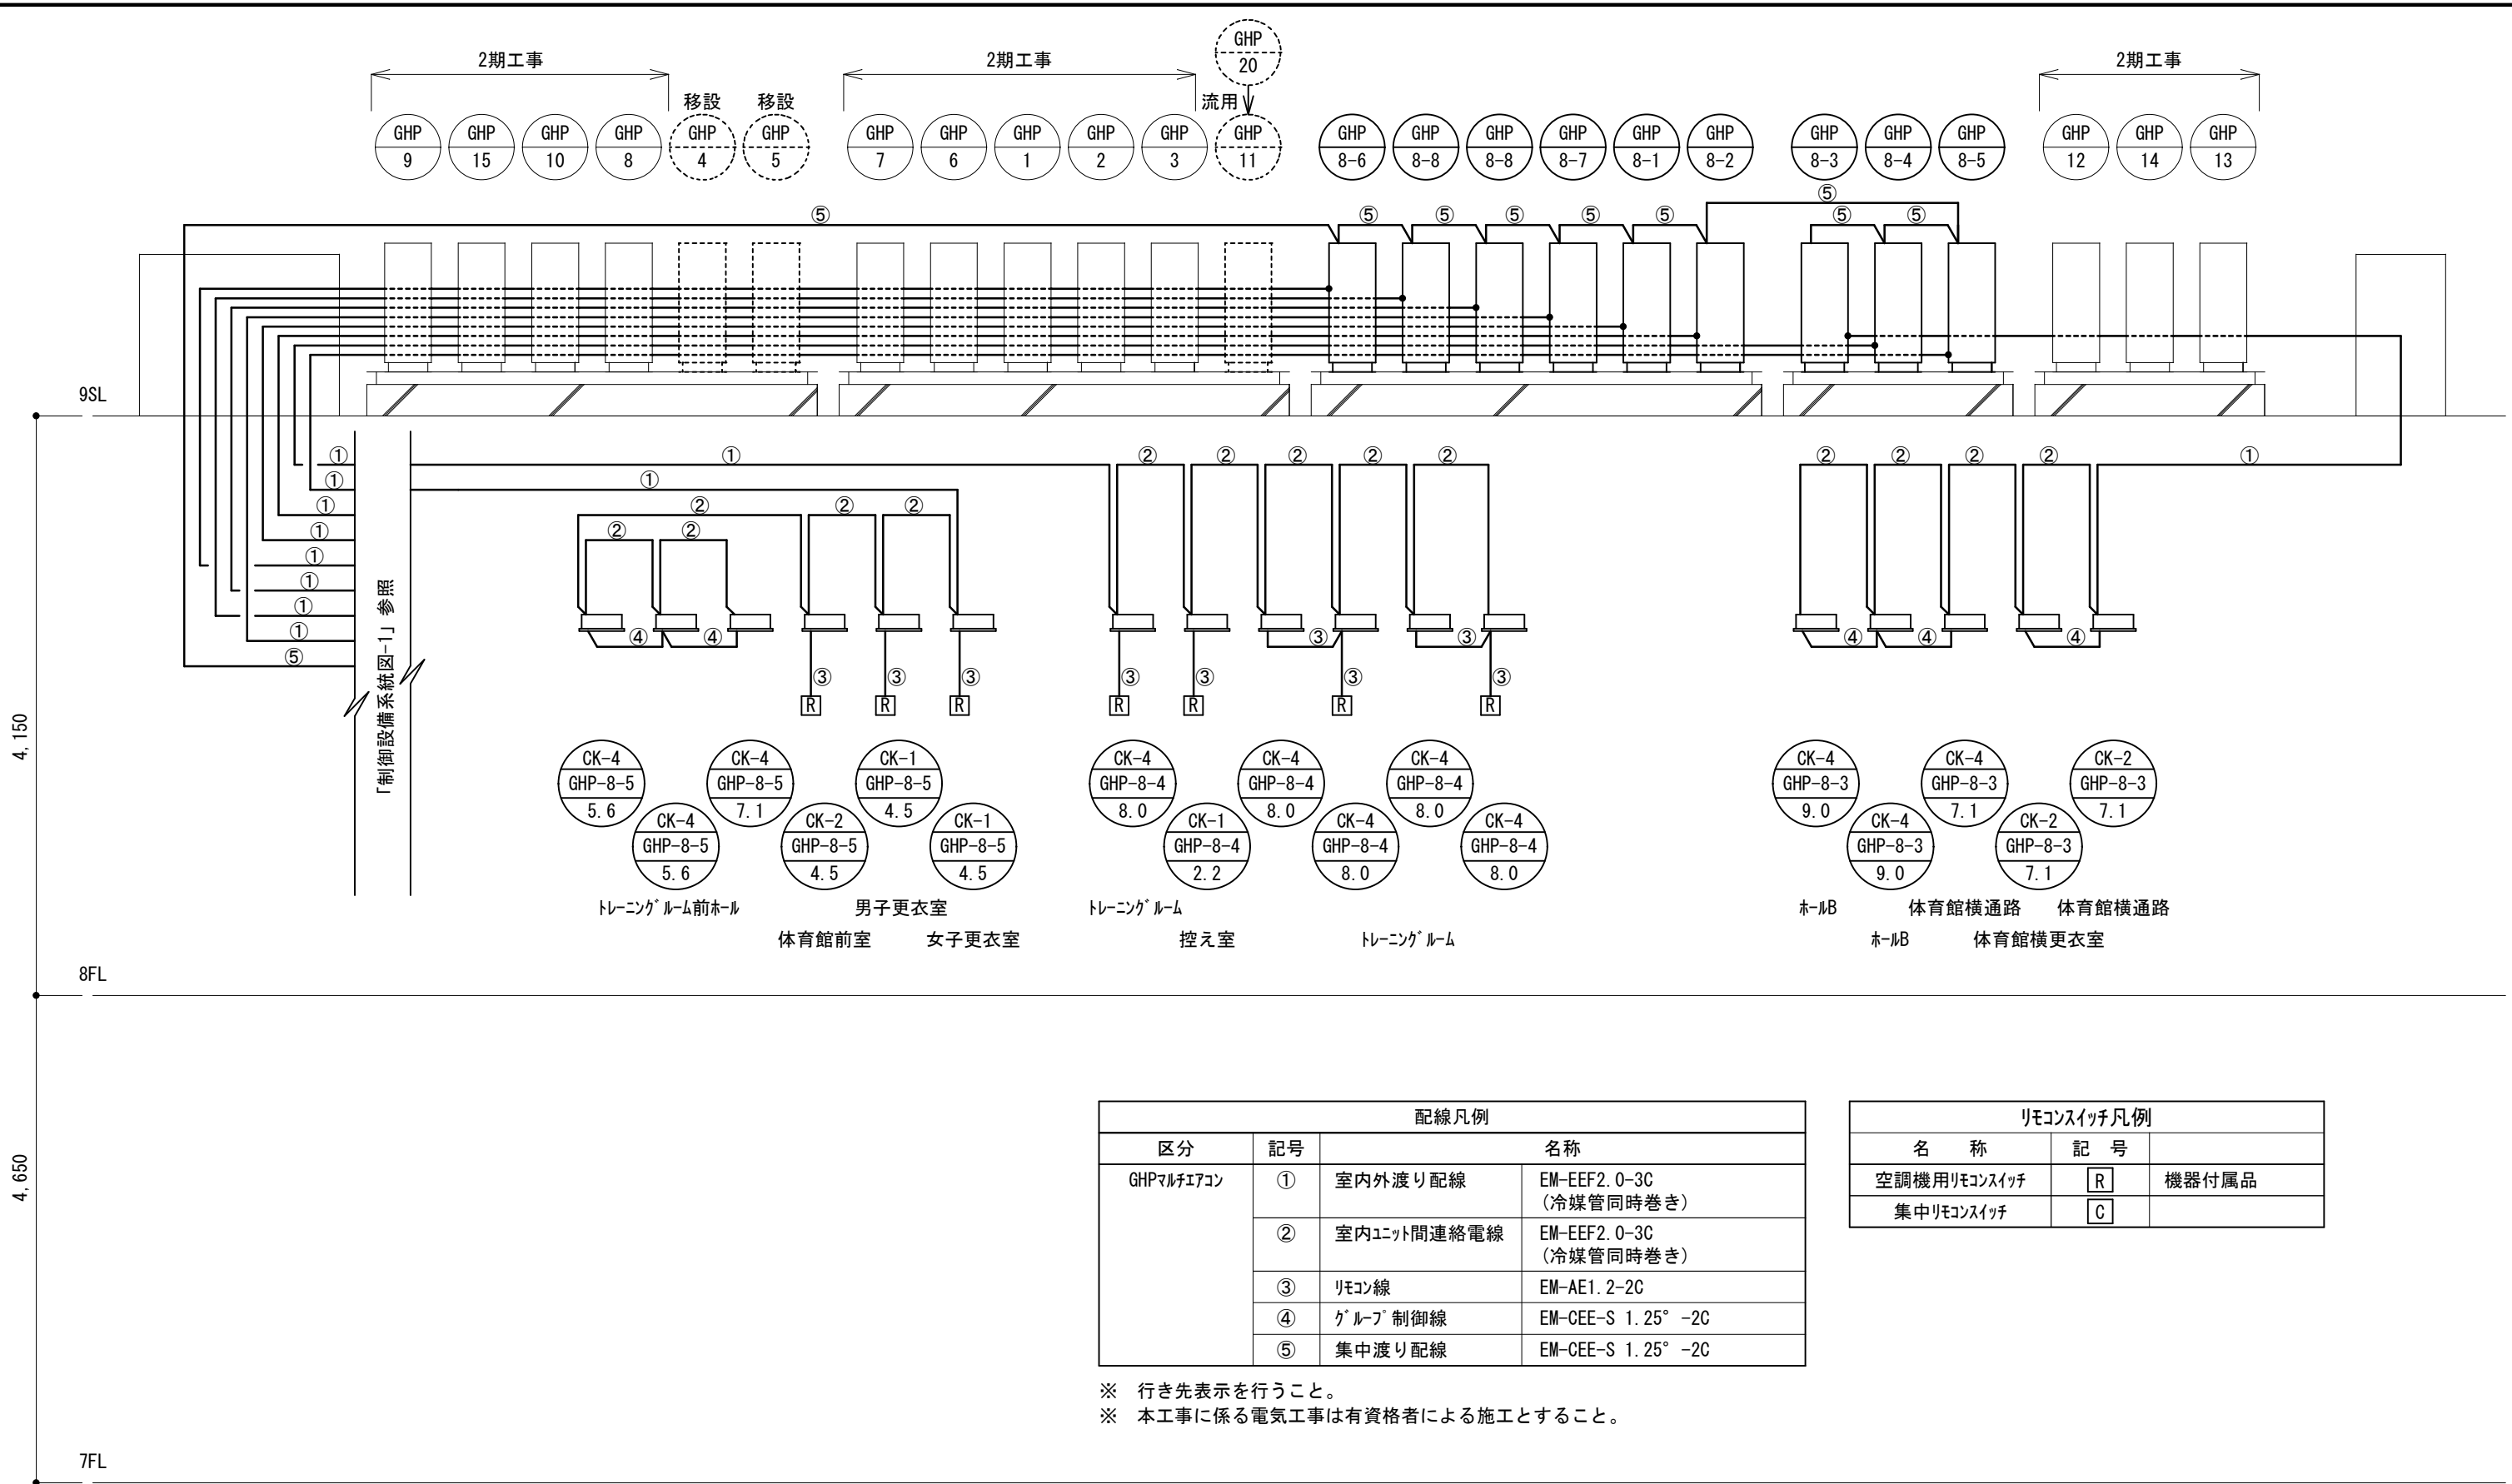 GHP
20
2期工事
2期工事
2期工事
移設
移設
流用
GHP
9
GHP
15
GHP
10
GHP
8
GHP
4
GHP
5
GHP
7
GHP
6
GHP
1
GHP
2
GHP
3
GHP
11
GHP
8-6
GHP
8-8
GHP
8-8
GHP
8-7
GHP
8-1
GHP
8-2
GHP
8-3
GHP
8-4
GHP
8-5
GHP
12
GHP
14
GHP
13
⑤
⑤
⑤ ⑤ ⑤ ⑤ ⑤ ⑤ ⑤
9SL
① ① ② ② ② ② ② ② ② ② ② ①
① ①
① ② ② ②
① ② ②
①
①
①
① ④ ④ ③ ③ ④ ④ ④
⑤
③ ③ ③ ③ ③ ③ ③
R R R R R R R
「制御設備系統図-1」参照
4,150
CK-4
GHP-8-5
5.6
CK-4
GHP-8-5
5.6
CK-4
GHP-8-5
7.1
CK-2
GHP-8-5
4.5
CK-1
GHP-8-5
4.5
CK-1
GHP-8-5
4.5
CK-4
GHP-8-4
8.0
CK-1
GHP-8-4
2.2
CK-4
GHP-8-4
8.0
CK-4
GHP-8-4
8.0
CK-4
GHP-8-4
8.0
CK-4
GHP-8-4
8.0
CK-4
GHP-8-3
9.0
CK-4
GHP-8-3
9.0
CK-4
GHP-8-3
7.1
CK-2
GHP-8-3
7.1
CK-2
GHP-8-3
7.1
ﾄﾚｰﾆﾝｸﾞﾙｰﾑ前ﾎｰﾙ 男子更衣室 ﾄﾚｰﾆﾝｸﾞﾙｰﾑ ﾎｰﾙB 体育館横通路 体育館横通路
体育館前室 女子更衣室 控え室 ﾄﾚｰﾆﾝｸﾞﾙｰﾑ ﾎｰﾙB 体育館横更衣室
8FL
4,650
配線凡例
区分 記号 名称
GHPﾏﾙﾁｴｱｺﾝ ① 室内外渡り配線 EM-EEF2.0-3C
(冷媒管同時巻き)
② 室内ﾕﾆｯﾄ間連絡電線 EM-EEF2.0-3C
(冷媒管同時巻き)
③ ﾘﾓｺﾝ線 EM-AE1.2-2C
④ ｸﾞﾙｰﾌﾟ制御線 EM-CEE-S 1.25°-2C
⑤ 集中渡り配線 EM-CEE-S 1.25°-2C
※ 行き先表示を行うこと。
※ 本工事に係る電気工事は有資格者による施工とすること。
ﾘﾓｺﾝｽｲｯﾁ凡例
名 称 記 号
空調機用ﾘﾓｺﾝｽｲｯﾁ R 機器付属品
集中ﾘﾓｺﾝｽｲｯﾁ C
7FL